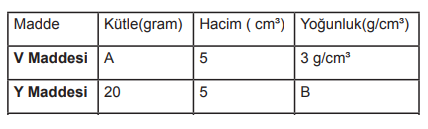 Madde Kütle(gram) Hacim ( cm³) Yoğunluk(g/cm³)
V Maddesi A 5 3 g/cm³
Y Maddesi 20 5 B